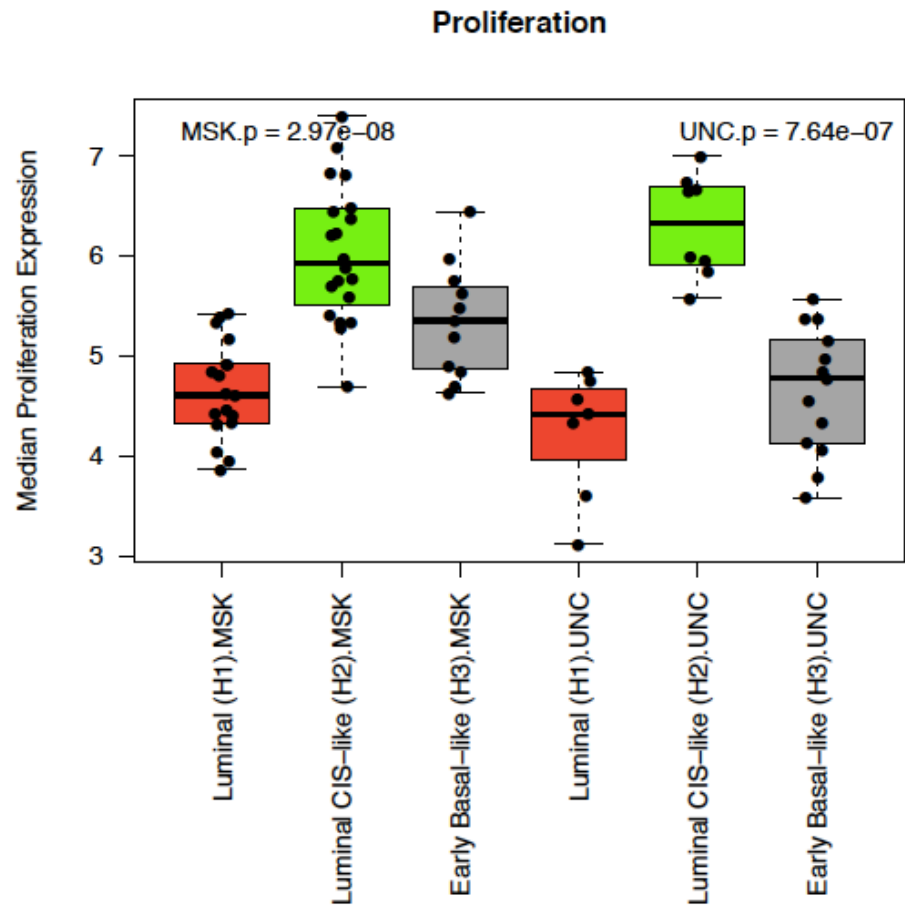 Proliferation
MSK.p = 2.97e−08
UNC.p = 7.64e−07
Median Proliferation Expression
7
6
5
4
3
Luminal (H1).MSK
Luminal CIS−like (H2).MSK
Early Basal−like (H3).MSK
Luminal (H1).UNC
Luminal CIS−like (H2).UNC
Early Basal−like (H3).UNC